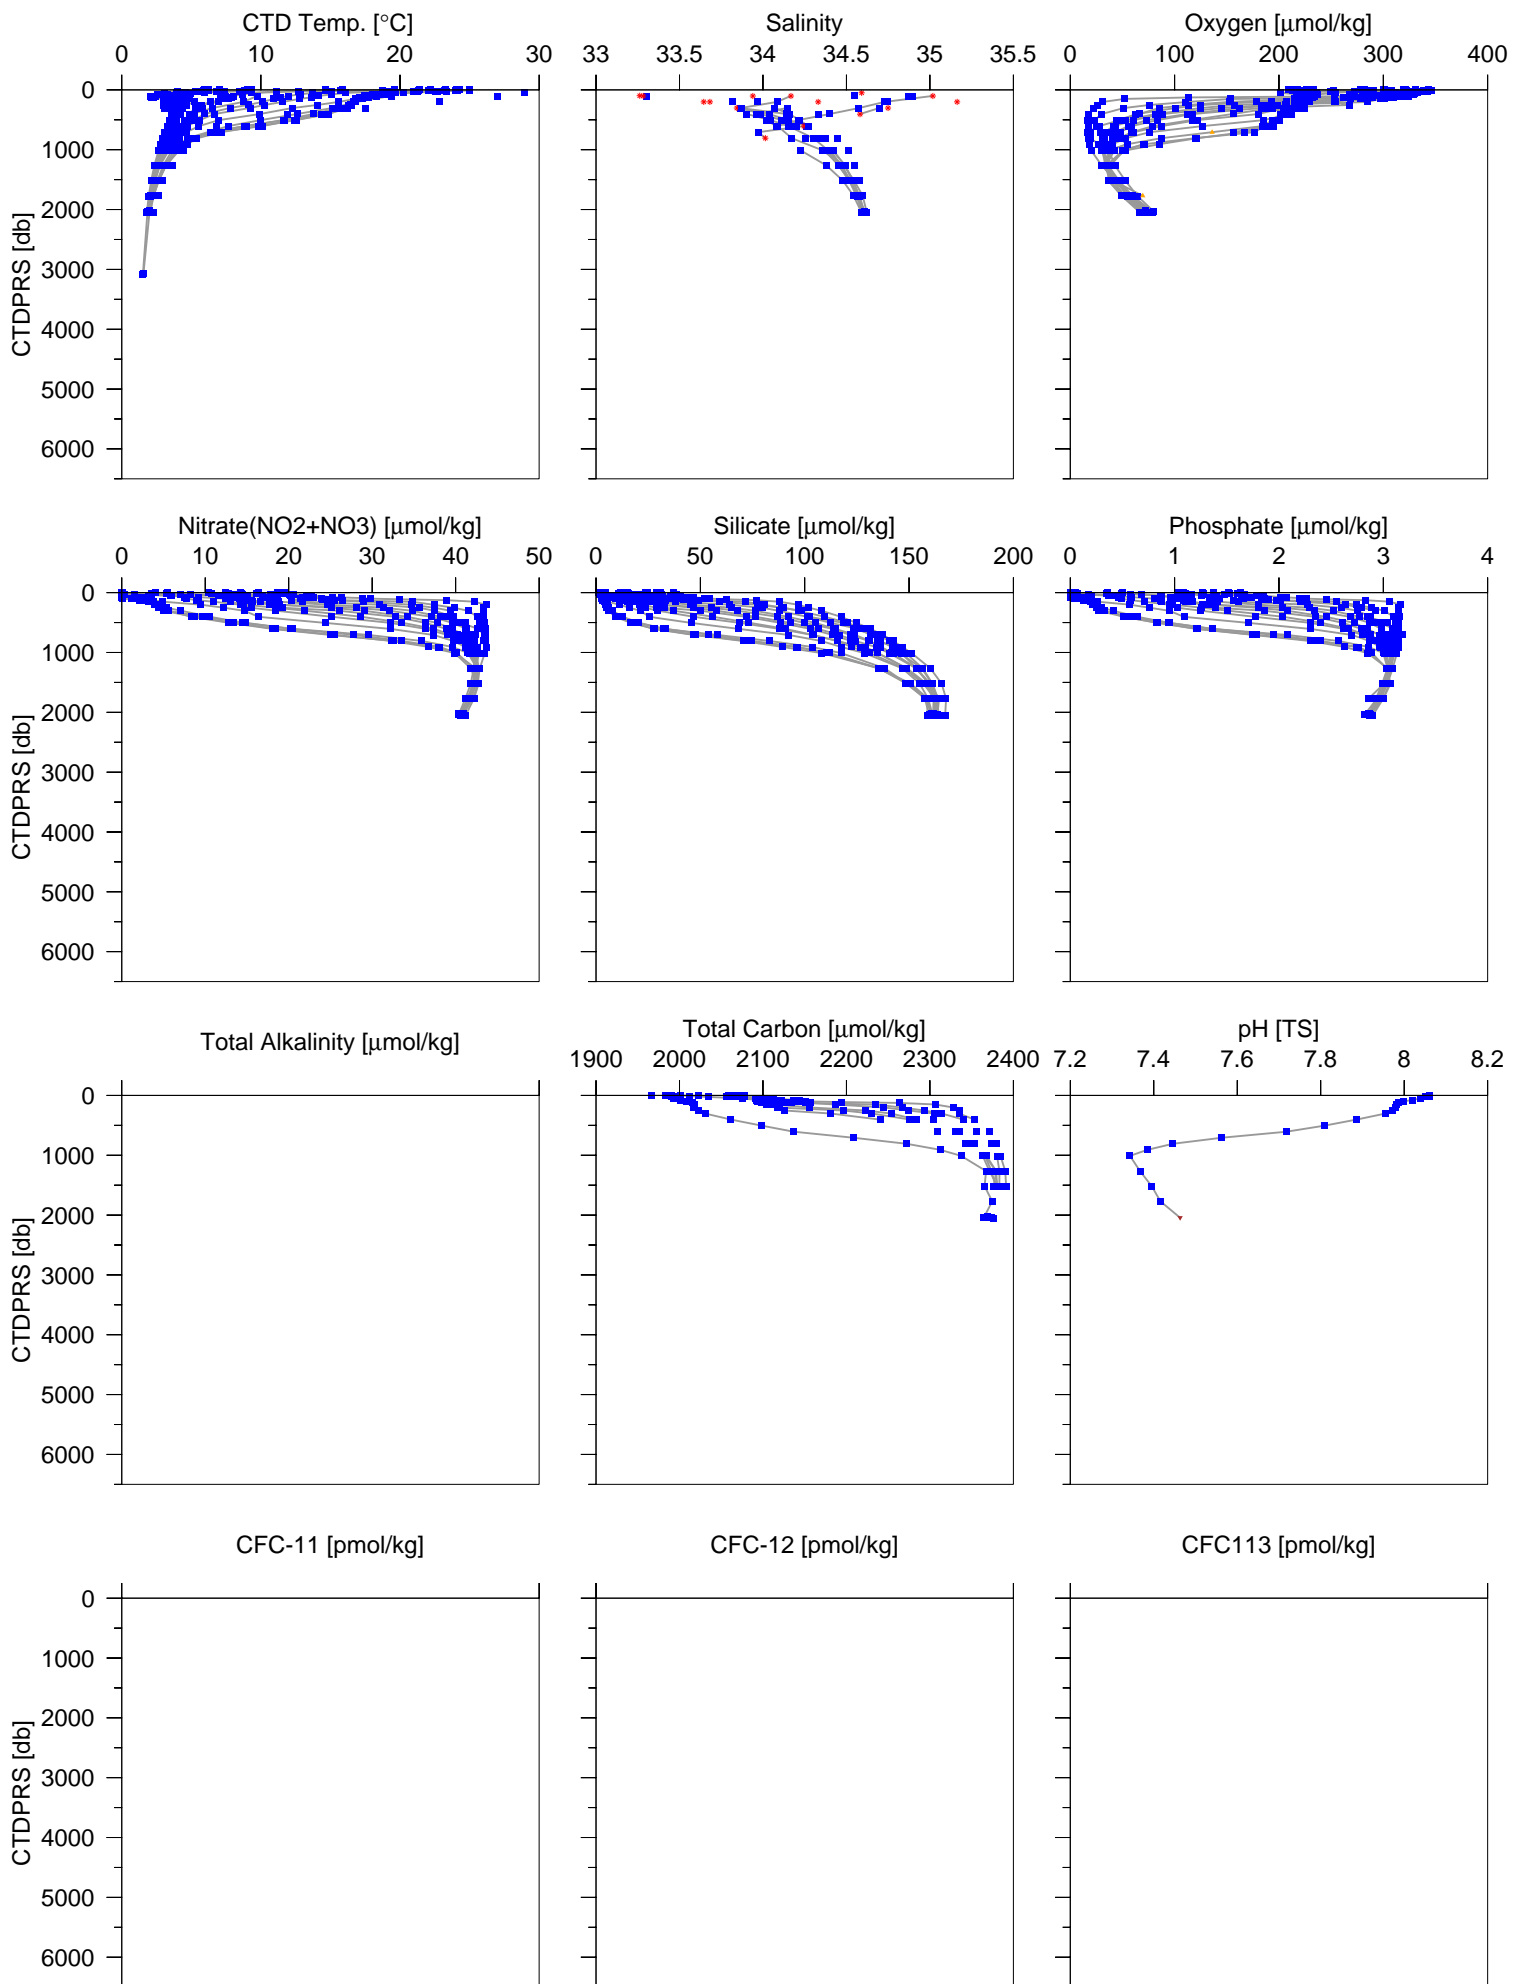 CTD Temp. [°C] Salinity Oxygen [μmol/kg]
0 10 20 30 33 33.5 34 34.5 35 35.5 0 100 200 300 400
0
1000
2000
3000
4000
5000
6000
CTDPRS [db]
Nitrate(NO2+NO3) [μmol/kg] Silicate [μmol/kg] Phosphate [μmol/kg]
0 10 20 30 40 50 0 50 100 150 200 0 1 2 3 4
0
1000
2000
3000
4000
5000
6000
CTDPRS [db]
Total Alkalinity [μmol/kg] Total Carbon [μmol/kg] pH [TS]
1900 2000 2100 2200 2300 2400 7.2 7.4 7.6 7.8 8 8.2
0
1000
2000
3000
4000
5000
6000
CTDPRS [db]
CFC-11 [pmol/kg] CFC-12 [pmol/kg] CFC113 [pmol/kg]
0
1000
2000
3000
4000
5000
6000
CTDPRS [db]